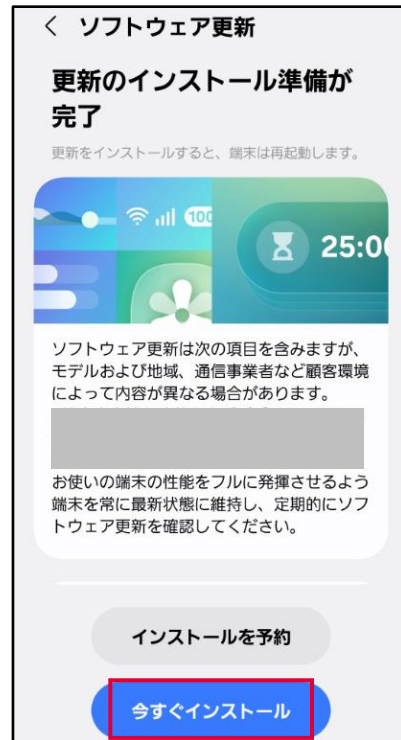 < ソフトウェア更新
更新のインストール準備が
完了
更新をインストールすると、端末は再起動します。
100
25:00
ソフトウェア更新は次の項目を含みますが、
モデルおよび地域、通信事業者など顧客環境
によって内容が異なる場合があります。
お使いの端末の性能をフルに発揮させるよう
端末を常に最新状態に維持し、定期的にソフ
トウェア更新を確認してください。
インストールを予約
今すぐインストール